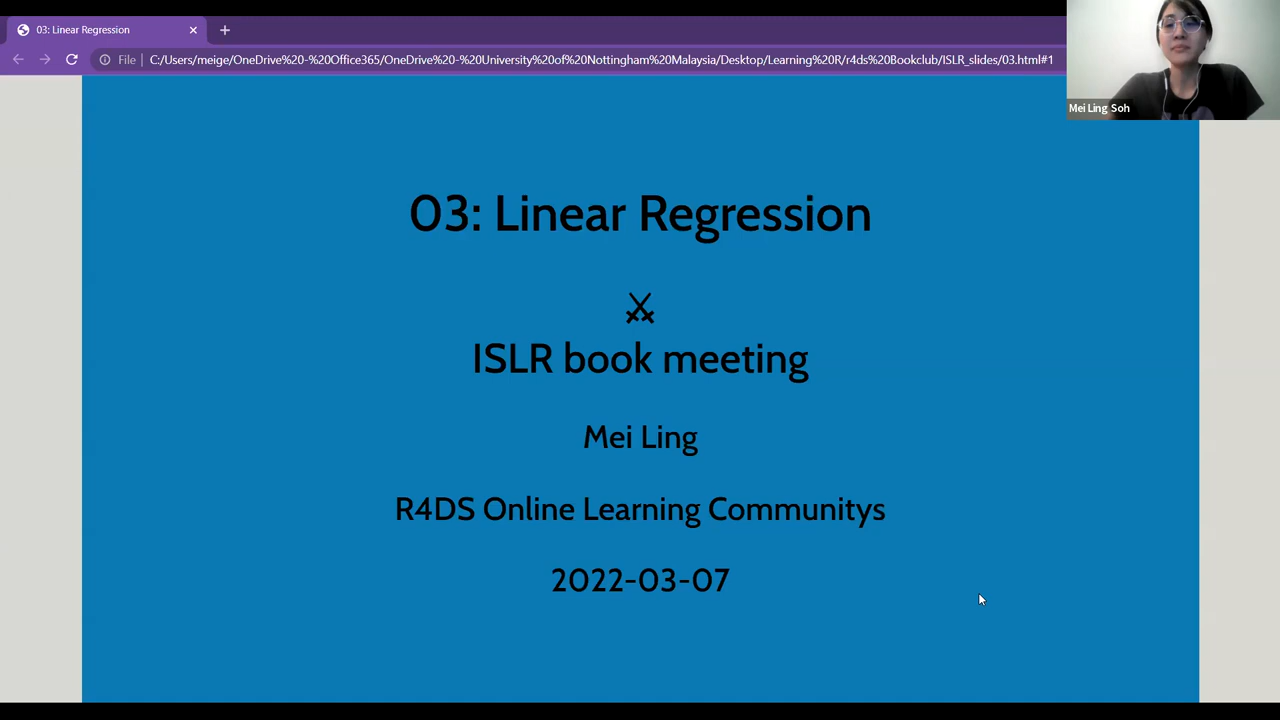 03: Linear Regression
File
C:/Users/meige/OneDrive%20-%20Office365/OneDrive%20-%20University%20of%20Nottingham%20Malaysia/Desktop/Learning%20R/r4ds%20Bookclub/ISLR_slides/03.html#1
Mei Ling Soh
03: Linear Regression
ISLR book meeting
Mei Ling
R4DS Online Learning Communitys
2022-03-07